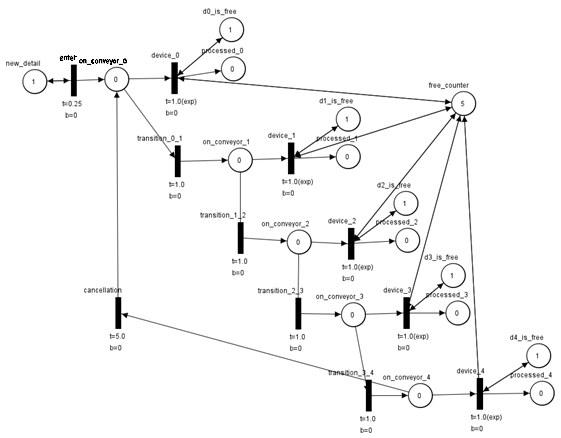 d0_is_free
1
enter
on_conveyor_0
device_0
processed_0
new_detail
1
0
0
free_counter
5
t=0.25
b=0
t=1.0(exp)
b=0
d1_is_free
1
transition_0_1
on_conveyor_1
device_1
processed_1
0
0
t=1.0
b=0
t=1.0(exp)
b=0
d2_is_free
1
transition_1_2
on_conveyor_2
device_2
processed_2
0
0
t=1.0
b=0
t=1.0(exp)
b=0
d3_is_free
1
cancellation
transition_2_3
on_conveyor_3
device_3
processed_3
0
0
t=5.0
b=0
t=1.0
b=0
t=1.0(exp)
b=0
d4_is_free
1
transition_3_4
on_conveyor_4
device_4
processed_4
0
0
t=1.0
b=0
t=1.0(exp)
b=0